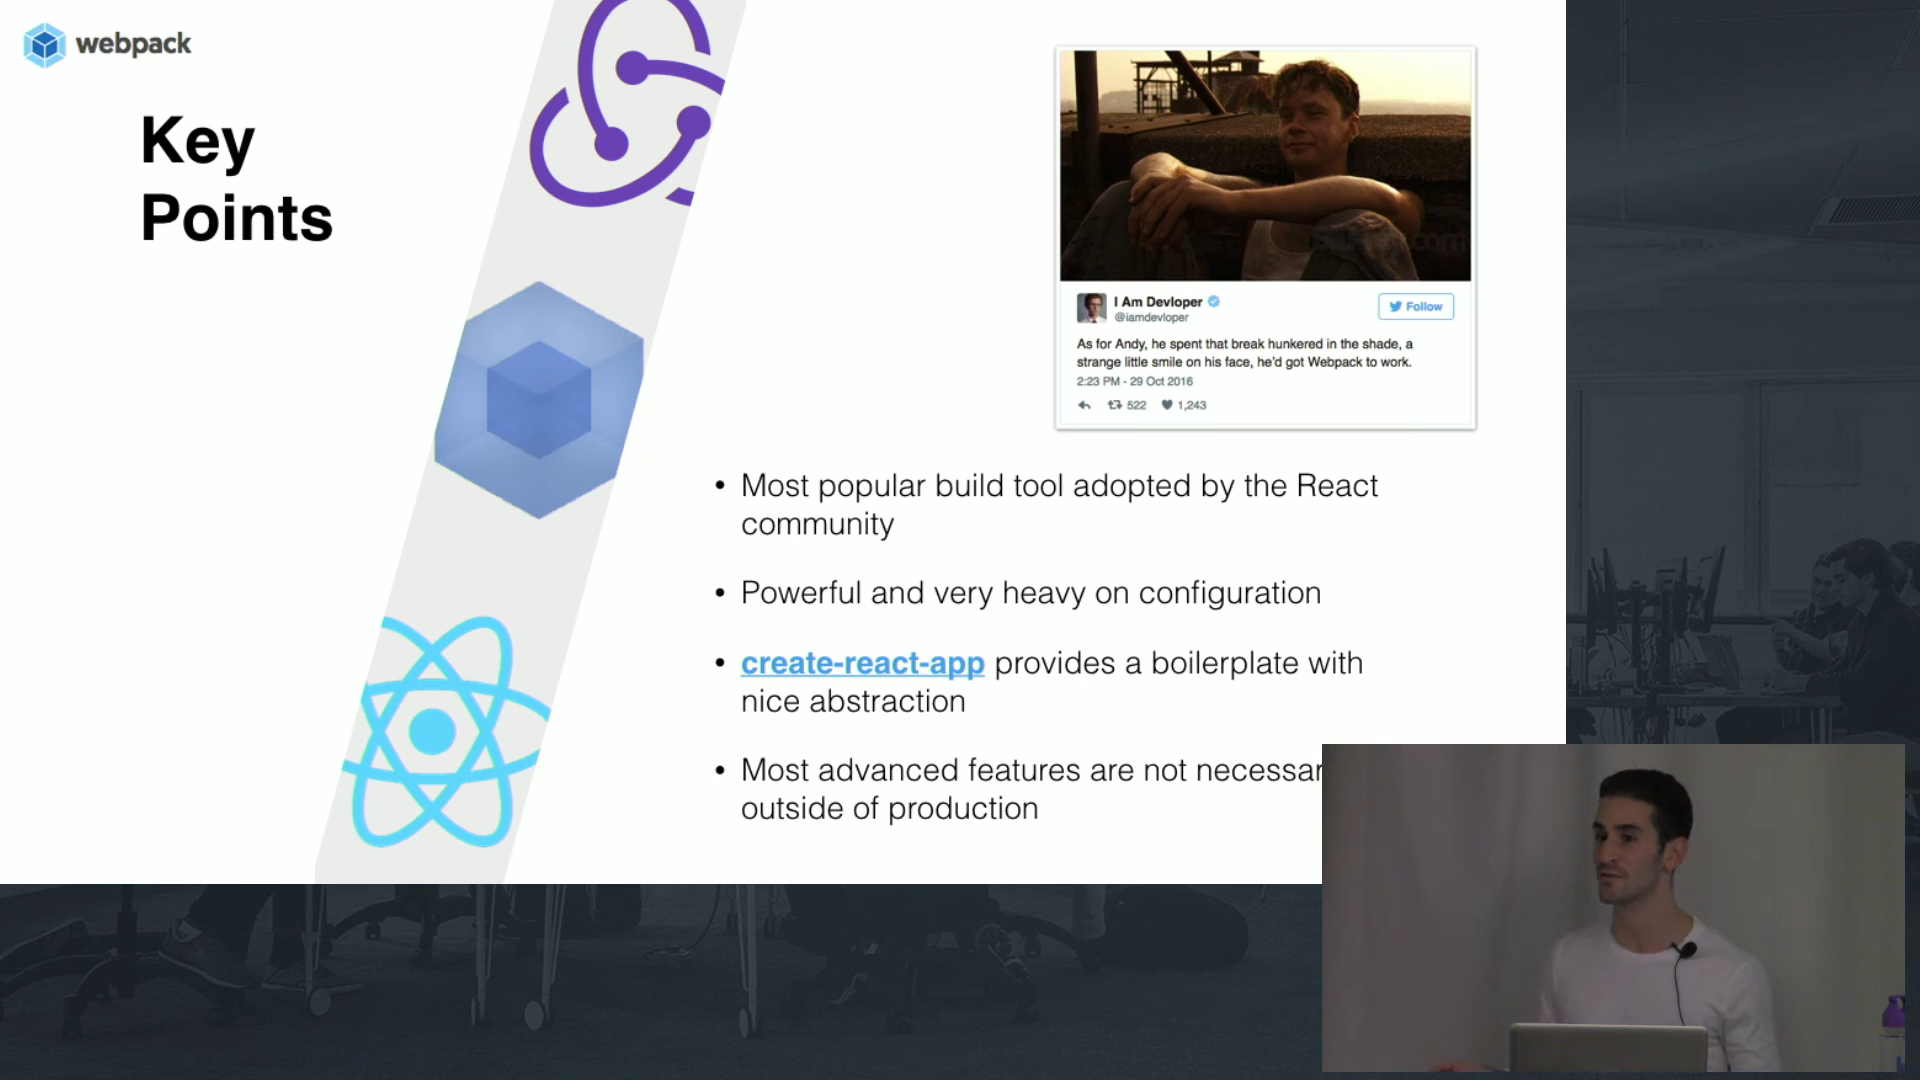 webpack
Key
Points
I Am Devloper
@iamdevloper
Follow
As for Andy, he spent that break hunkered in the shade, a
strange little smile on his face, he'd got Webpack to work.
2:23 PM - 29 Oct 2016
522
1,243
• Most popular build tool adopted by the React
community
• Powerful and very heavy on configuration
• create-react-app provides a boilerplate with
nice abstraction
• Most advanced features are not
outside of production